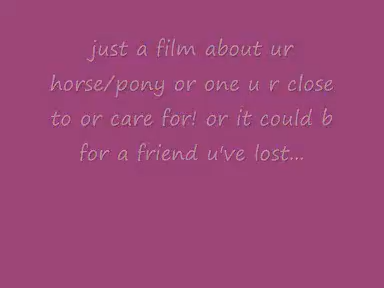 just a film about ur
horse/pony or one u r close
to or care for! or it could b
for a friend u've lost...